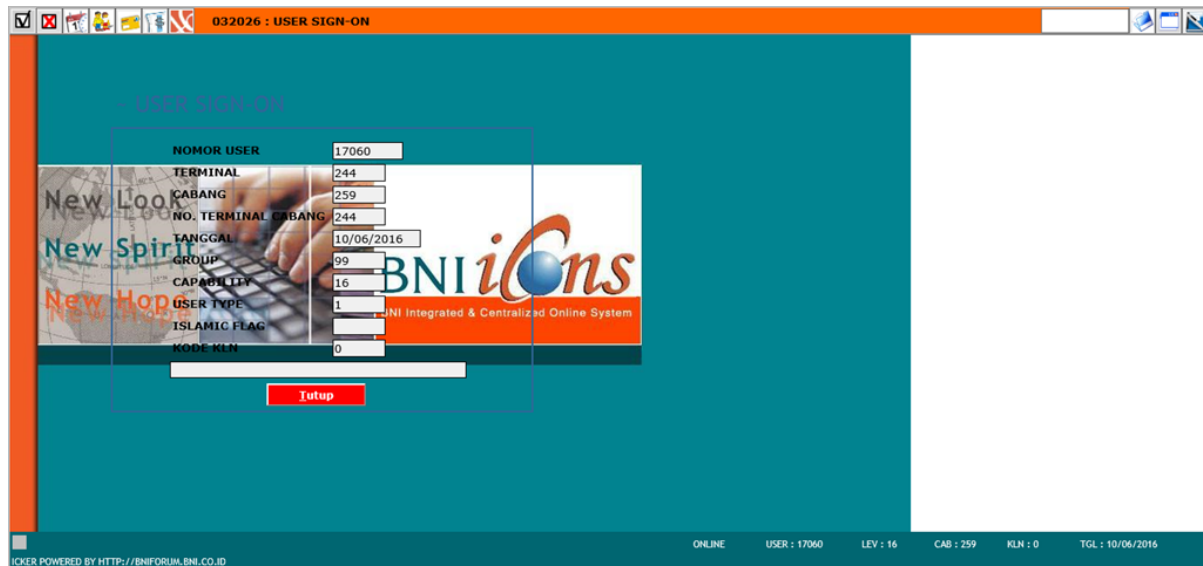 032026 : USER SIGN-ON
- USER SIGN-ON
NOMOR USER 17060
TERMINAL 244
CABANG 259
NO. TERMINAL CABANG 244
TANGGAL 10/06/2016
GROUP 99
CAPABILITY 16
USER TYPE 1
ISLAMIC FLAG
KODE KLN 0
Tutup
New Look
New Spirit
New Hope
BNI icons
BNI Integrated & Centralized Online System
ONLINE USER : 17060 LEV : 16 CAB : 259 KLN : 0 TGL : 10/06/2016
ICKER POWERED BY HTTP://BNIFORUM.BNI.CO.ID